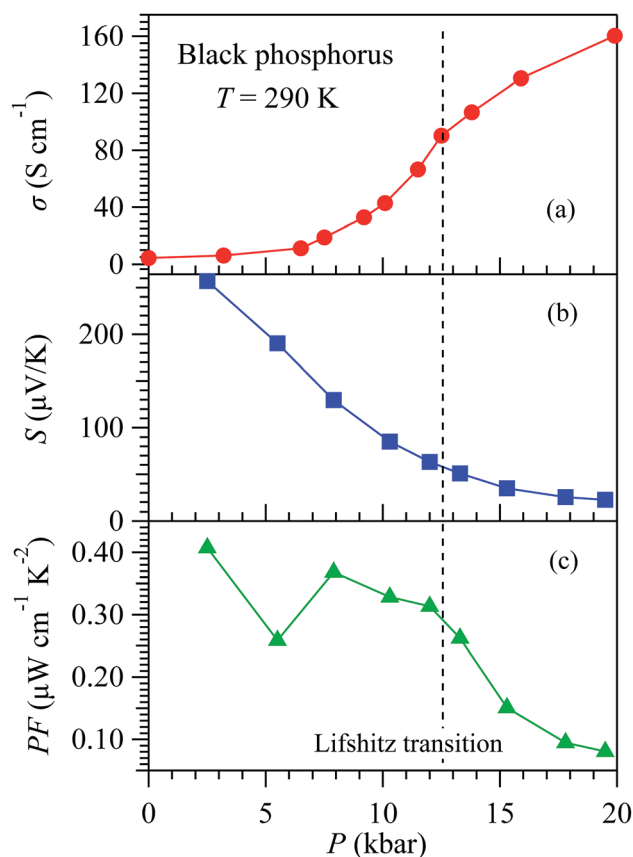 160
120
80
40
0
σ (S cm⁻¹)
Black phosphorus
T = 290 K
(a)
200
100
0
S (μV/K)
(b)
0.40
0.30
0.20
0.10
PF (μW cm⁻¹ K⁻²)
(c)
Lifshitz transition
0 5 10 15 20
P (kbar)